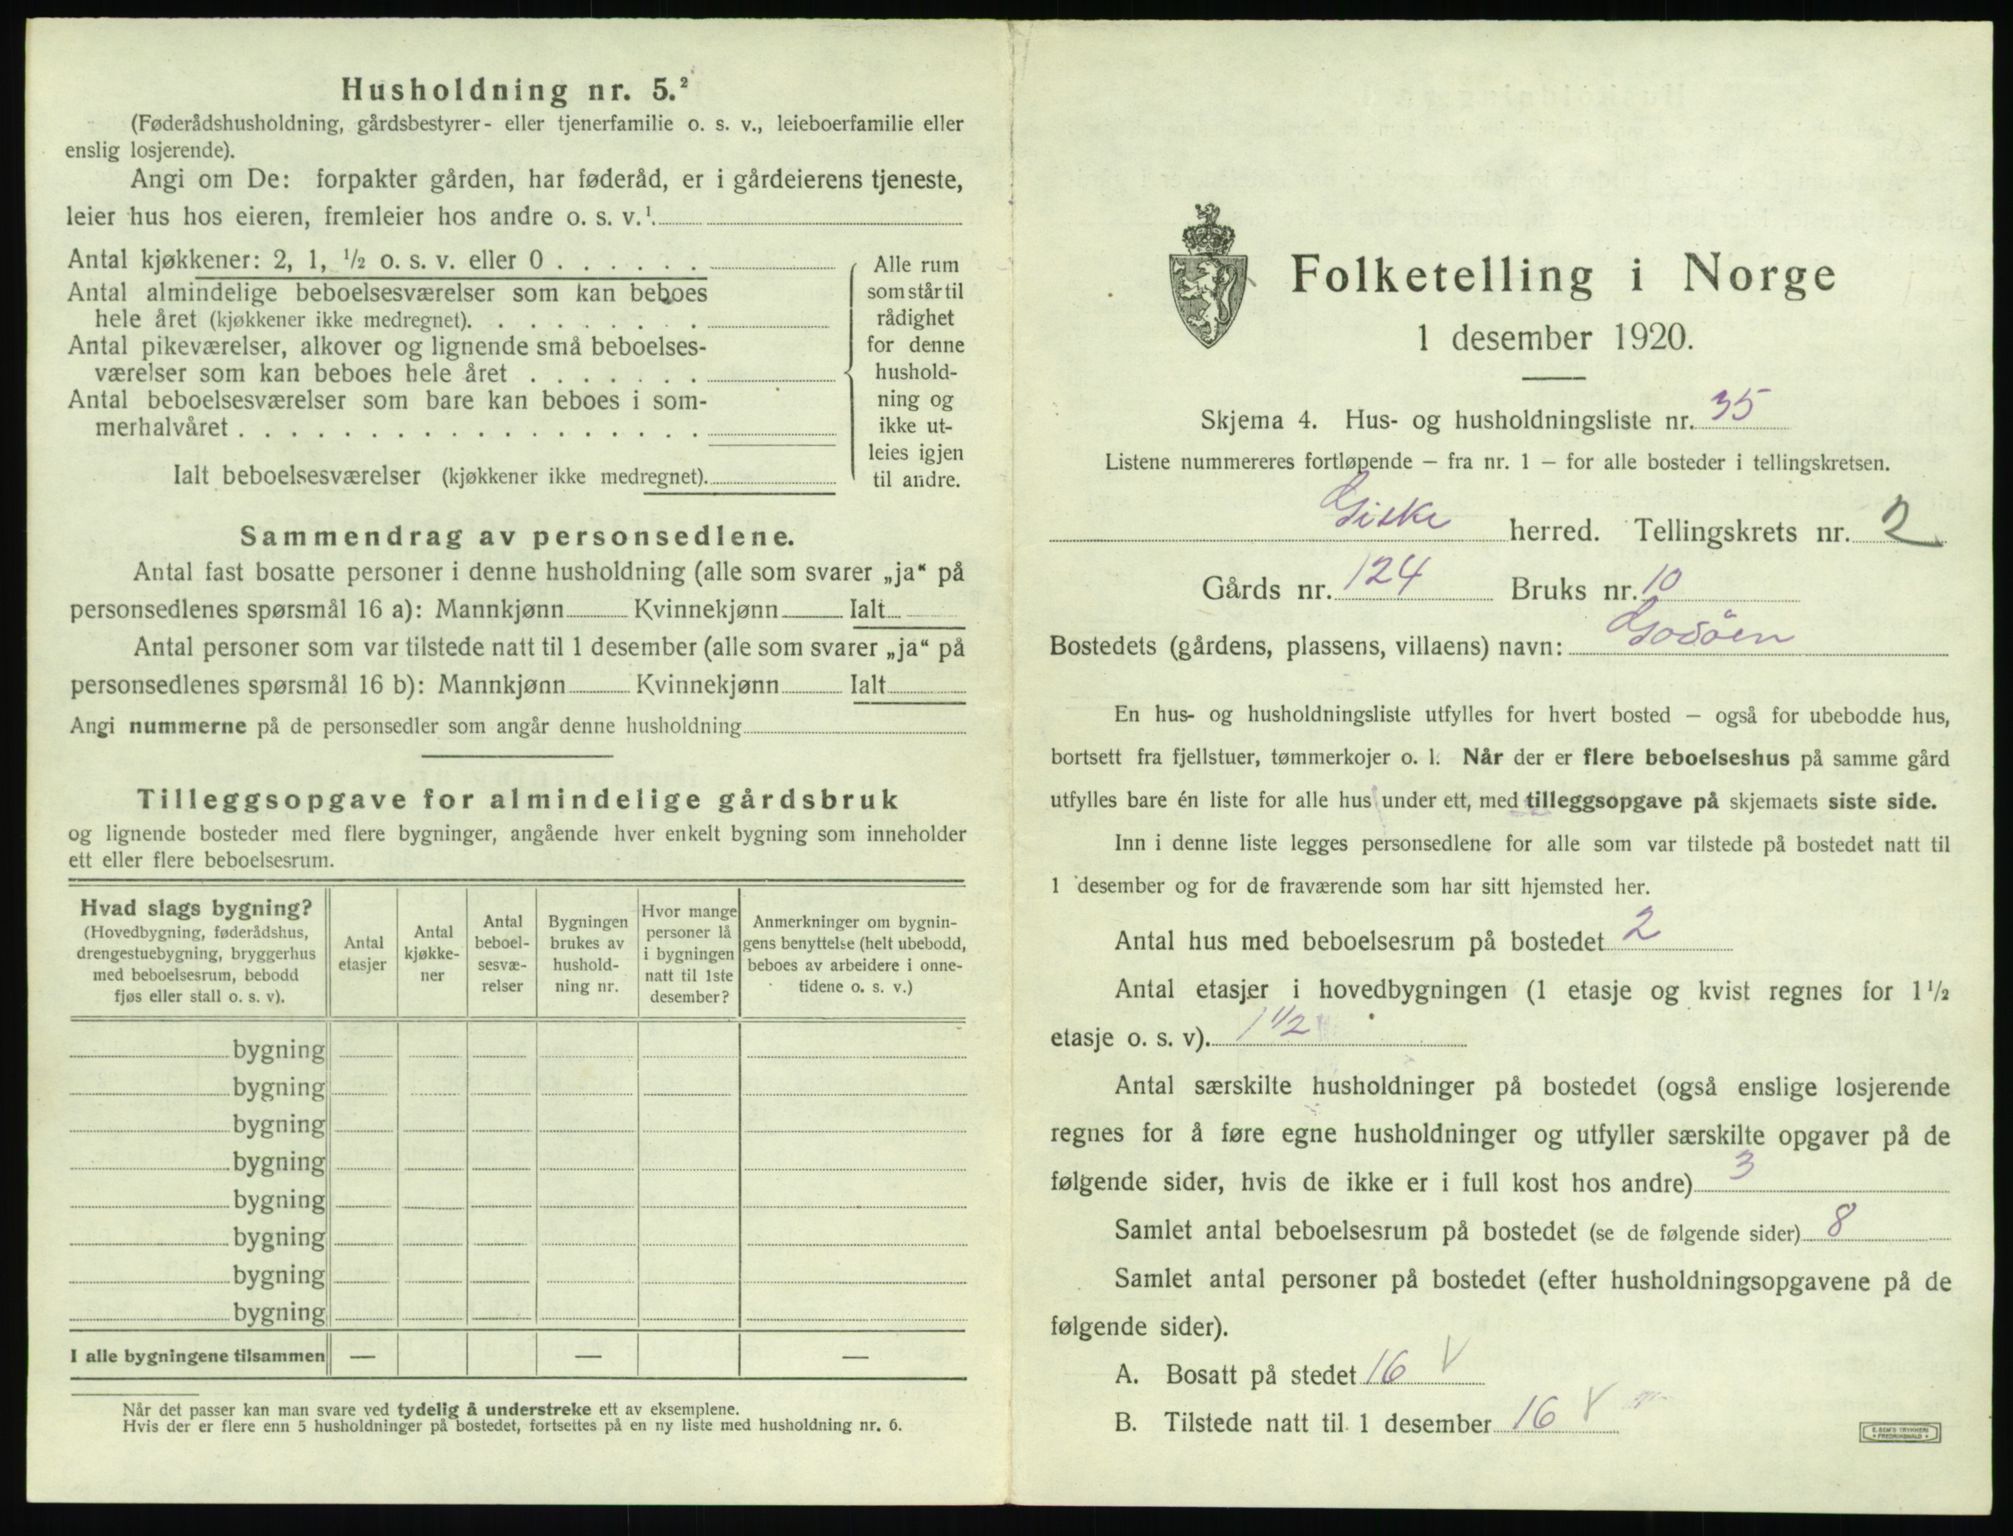 Husholdning nr. 5.²
(Føderådshusholdning, gårdsbestyrer- eller tjenerfamilie o. s. v., leieboerfamilie eller
enslig losjerende).
Angi om De: forpakter gården, har føderåd, er i gårdeierens tjeneste,
leier hus hos eieren, fremleier hos andre o. s. v.¹
Antal kjøkkener: 2, 1, ½ o. s. v. eller 0 . . . . . .
Antal almindelige beboelsesværelser som kan beboes
hele året (kjøkkener ikke medregnet). . . . . . . . .
Antal pikeværelser, alkover og lignende små beboelses-
værelser som kan beboes hele året . . . . . . .
Antal beboelsesværelser som bare kan beboes i som-
merhalvåret . . . . . . . . . . . . . . . . . .
Ialt beboelsesværelser (kjøkkener ikke medregnet).
Alle rum
som står til
rådighet
for denne
hushold-
ning og
ikke ut-
leies igjen
til andre.
Sammendrag av personsedlene.
Antal fast bosatte personer i denne husholdning (alle som svarer „ja“ på
personsedlenes spørsmål 16 a): Mannkjønn Kvinnekjønn Ialt
Antal personer som var tilstede natt til 1 desember (alle som svarer „ja“ på
personsedlenes spørsmål 16 b): Mannkjønn Kvinnekjønn Ialt
Angi nummerne på de personsedler som angår denne husholdning
Tilleggsopgave for almindelige gårdsbruk
og lignende bosteder med flere bygninger, angående hver enkelt bygning som inneholder
ett eller flere beboelsesrum.
Hvad slags bygning?
(Hovedbygning, føderådshus,
drengestuebygning, bryggerhus
med beboelsesrum, bebodd
fjøs eller stall o. s. v).
Antal
etasjer
Antal
kjøkke-
ner
Antal
beboel-
sesvæ-
relser
Bygningen
brukes av
hushold-
ning nr.
Hvor mange
personer lå
i bygningen
natt til 1ste
desember?
Anmerkninger om bygnin-
gens benyttelse (helt ubebodd,
beboes av arbeidere i onne-
tidene o. s. v.)
bygning
bygning
bygning
bygning
bygning
bygning
bygning
bygning
I alle bygningene tilsammen — — —
Når det passer kan man svare ved tydelig å understreke ett av eksemplene.
Hvis der er flere enn 5 husholdninger på bostedet, fortsettes på en ny liste med husholdning nr. 6.
Folketelling i Norge
1 desember 1920.
Skjema 4. Hus- og husholdningsliste nr. 35
Listene nummereres fortløpende – fra nr. 1 – for alle bosteder i tellingskretsen.
Giske herred. Tellingskrets nr. 2
Gårds nr. 124 Bruks nr. 10
Bostedets (gårdens, plassens, villaens) navn: Godöen
En hus- og husholdningsliste utfylles for hvert bosted – også for ubebodde hus,
bortsett fra fjellstuer, tømmerkojer o. l. Når der er flere beboelseshus på samme gård
utfylles bare én liste for alle hus under ett, med tilleggsopgave på skjemaets siste side.
Inn i denne liste legges personsedlene for alle som var tilstede på bostedet natt til
1 desember og for de fraværende som har sitt hjemsted her.
Antal hus med beboelsesrum på bostedet 2
Antal etasjer i hovedbygningen (1 etasje og kvist regnes for 1½
etasje o. s. v). 1 1/2
Antal særskilte husholdninger på bostedet (også enslige losjerende
regnes for å føre egne husholdninger og utfyller særskilte opgaver på de
følgende sider, hvis de ikke er i full kost hos andre) 3
Samlet antal beboelsesrum på bostedet (se de følgende sider) 8
Samlet antal personer på bostedet (efter husholdningsopgavene på de
følgende sider).
A. Bosatt på stedet 16 V
B. Tilstede natt til 1 desember 16 V
E. SEM'S TRYKKERI
FREDRIKSHALD